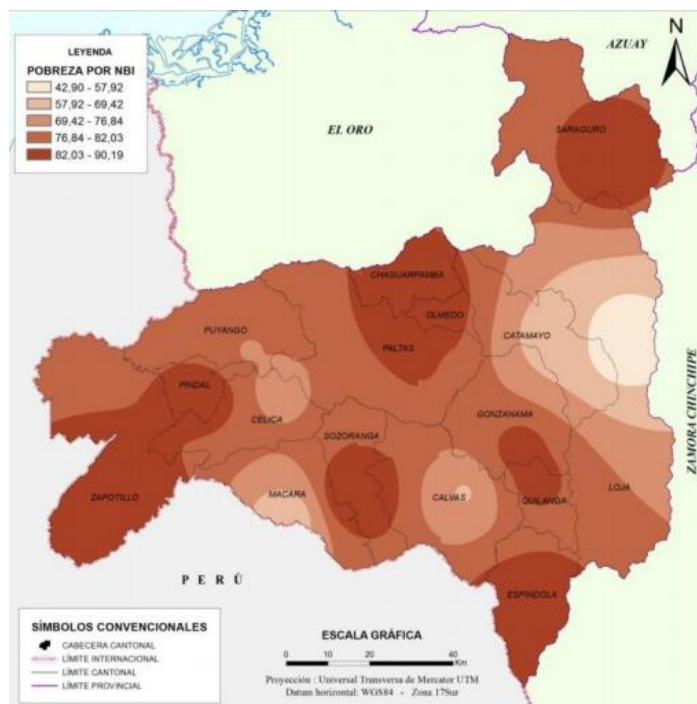 LEYENDA
POBREZA POR NBI
42,90 - 57,92
57,92 - 69,42
69,42 - 76,84
76,84 - 82,03
82,03 - 90,19
N
AZUAY
EL ORO
SARAGURO
CHAGUARPAMBA
OLMEDO
PUYANGO
CATAMAYO
PALTAS
ZAMORA CHINCHIPE
PINDAL
CELICA
GONZANAMA
SOZORANGA
ZAPOTILLO
MACARA
CALVAS
QUILANGA
LOJA
PERÚ
ESPINDOLA
SÍMBOLOS CONVENCIONALES
CABECERA CANTONAL
LÍMITE INTERNACIONAL
LÍMITE CANTONAL
LÍMITE PROVINCIAL
ESCALA GRÁFICA
0 10 20 40
Km
Proyección : Universal Transversa de Mercator UTM
Datum horizontal: WGS84 - Zona 17Sur